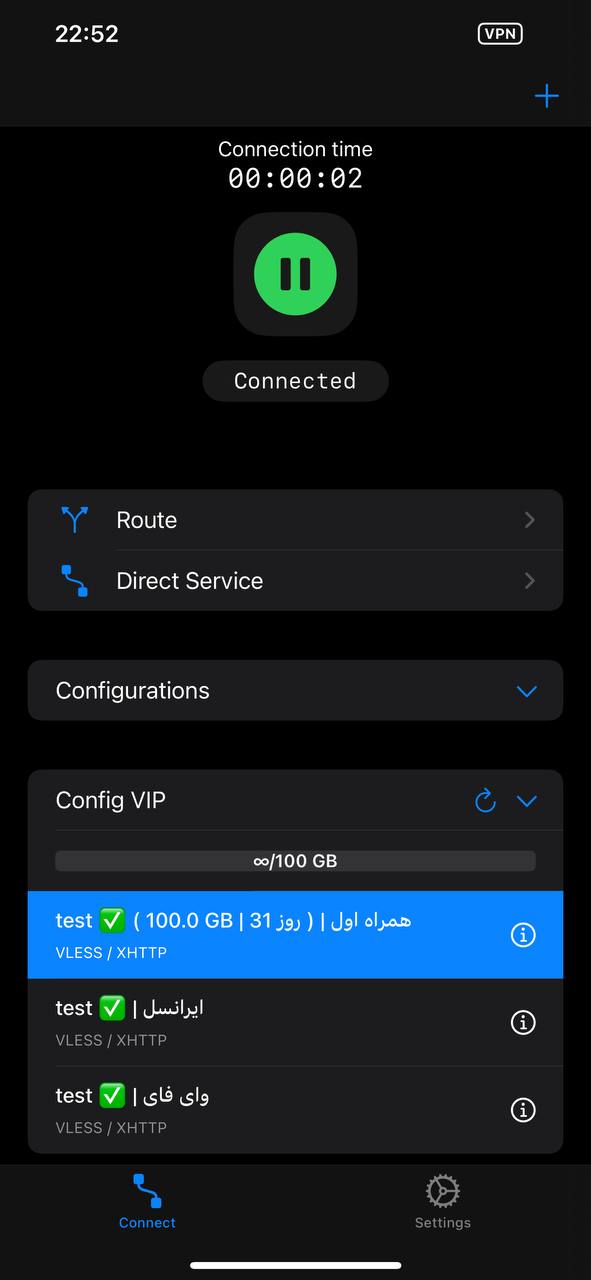 22:52
VPN
Connection time
00:00:02
Connected
Route
Direct Service
Configurations
Config VIP
∞/100 GB
test ✅ ( 100.0 GB | 31 روز ) | همراه اول
VLESS / XHTTP
test ✅ | ایرانسل
VLESS / XHTTP
test ✅ | وای فای
VLESS / XHTTP
Connect
Settings